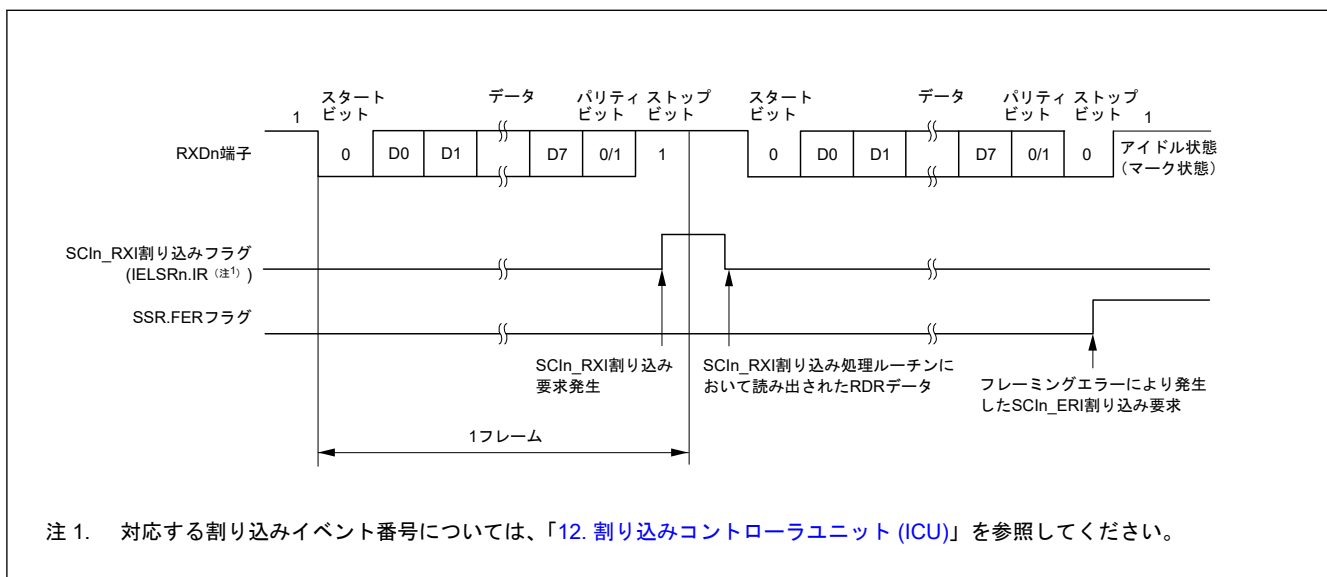 スタート
ビット
データ
パリティ
ビット
ストップ
ビット
スタート
ビット
データ
パリティ
ビット
ストップ
ビット
1
1
RXDn端子
0
D0
D1
D7
0/1
1
0
D0
D1
D7
0/1
0
アイドル状態
（マーク状態）
SCIn_RXI割り込みフラグ
(IELSRn.IR（注1）)
SSR.FERフラグ
SCIn_RXI割り込み
要求発生
SCIn_RXI割り込み処理ルーチンに
おいて読み出されたRDRデータ
フレーミングエラーにより発生
したSCIn_ERI割り込み要求
1フレーム
注 1. 対応する割り込みイベント番号については、「12. 割り込みコントローラユニット (ICU)」を参照してください。